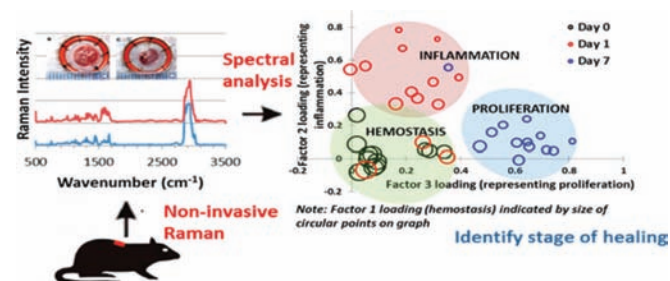 Raman Intensity
500 1000 1500 2000 2500 3000 3500
Wavenumber (cm-1)
Non-invasive
Raman
Spectral
analysis
Factor 2 loading (representing
inflammation)
0.8
0.6
0.4
0.2
0
-0.2
INFLAMMATION
HEMOSTASIS
PROLIFERATION
Day 0
Day 1
Day 7
0 0.2 0.4 0.6 0.8 1
Factor 3 loading (representing proliferation)
Note: Factor 1 loading (hemostasis) indicated by size of
circular points on graph
Identify stage of healing